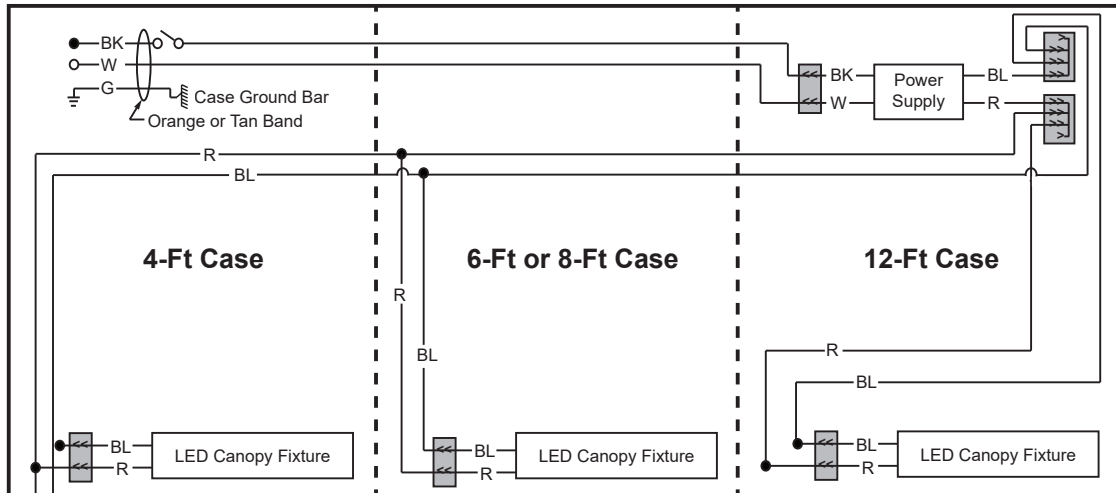 BK
W
G
Case Ground Bar
Orange or Tan Band
BK
W
Power
Supply
BL
R
R
BL
4-Ft Case
6-Ft or 8-Ft Case
12-Ft Case
R
BL
R
BL
BL
R
LED Canopy Fixture
BL
R
LED Canopy Fixture
BL
R
LED Canopy Fixture